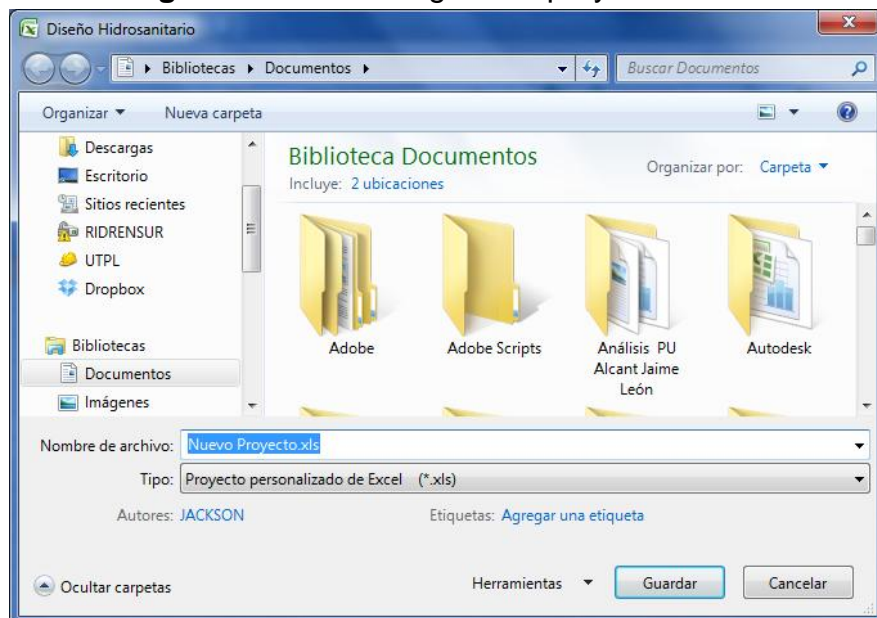 Diseño Hidrosanitario
Bibliotecas Documentos
Buscar Documentos
Organizar Nueva carpeta
Descargas
Escritorio
Sitios recientes
RIDRENSUR
UTPL
Dropbox
Bibliotecas
Documentos
Imágenes
Biblioteca Documentos
Incluye: 2 ubicaciones
Organizar por: Carpeta
Adobe
Adobe Scripts
Análisis PU
Alcant Jaime
León
Autodesk
Nombre de archivo: Nuevo Proyecto.xls
Tipo: Proyecto personalizado de Excel (*.xls)
Autores: JACKSON Etiquetas: Agregar una etiqueta
Ocultar carpetas Herramientas Guardar Cancelar